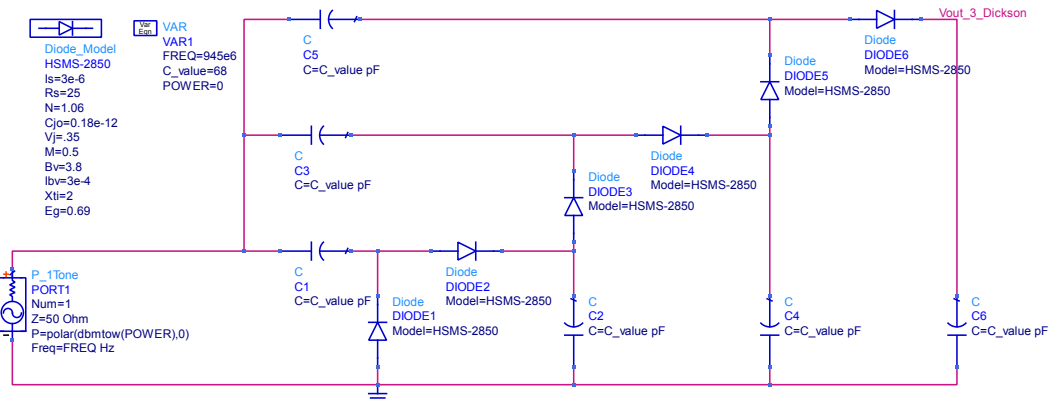 Diode_Model
HSMS-2850
Is=3e-6
Rs=25
N=1.06
Cjo=0.18e-12
Vj=.35
M=0.5
Bv=3.8
Ibv=3e-4
Xti=2
Eg=0.69
Var
Eqn
VAR
VAR1
FREQ=945e6
C_value=68
POWER=0
C
C5
C=C_value pF
Vout_3_Dickson
Diode
DIODE6
Model=HSMS-2850
Diode
DIODE5
Model=HSMS-2850
C
C3
C=C_value pF
Diode
DIODE4
Model=HSMS-2850
Diode
DIODE3
Model=HSMS-2850
C
C1
C=C_value pF
Diode
DIODE2
Model=HSMS-2850
Diode
DIODE1
Model=HSMS-2850
C
C2
C=C_value pF
C
C4
C=C_value pF
C
C6
C=C_value pF
+
-
P_1Tone
PORT1
Num=1
Z=50 Ohm
P=polar(dbmtow(POWER),0)
Freq=FREQ Hz